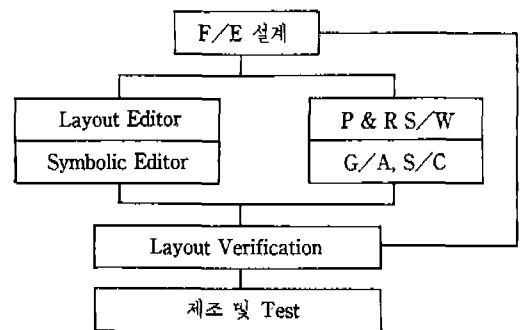 F/E 설계
Layout Editor
Symbolic Editor
P & R S/W
G/A, S/C
Layout Verification
제조 및 Test